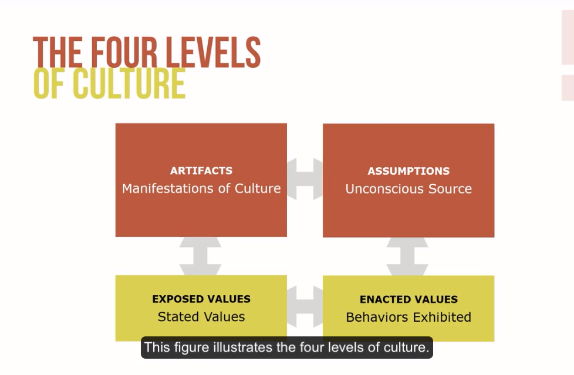 THE FOUR LEVELS
OF CULTURE
ARTIFACTS
Manifestations of Culture
ASSUMPTIONS
Unconscious Source
EXPOSED VALUES
Stated Values
ENACTED VALUES
Behaviors Exhibited
This figure illustrates the four levels of culture.